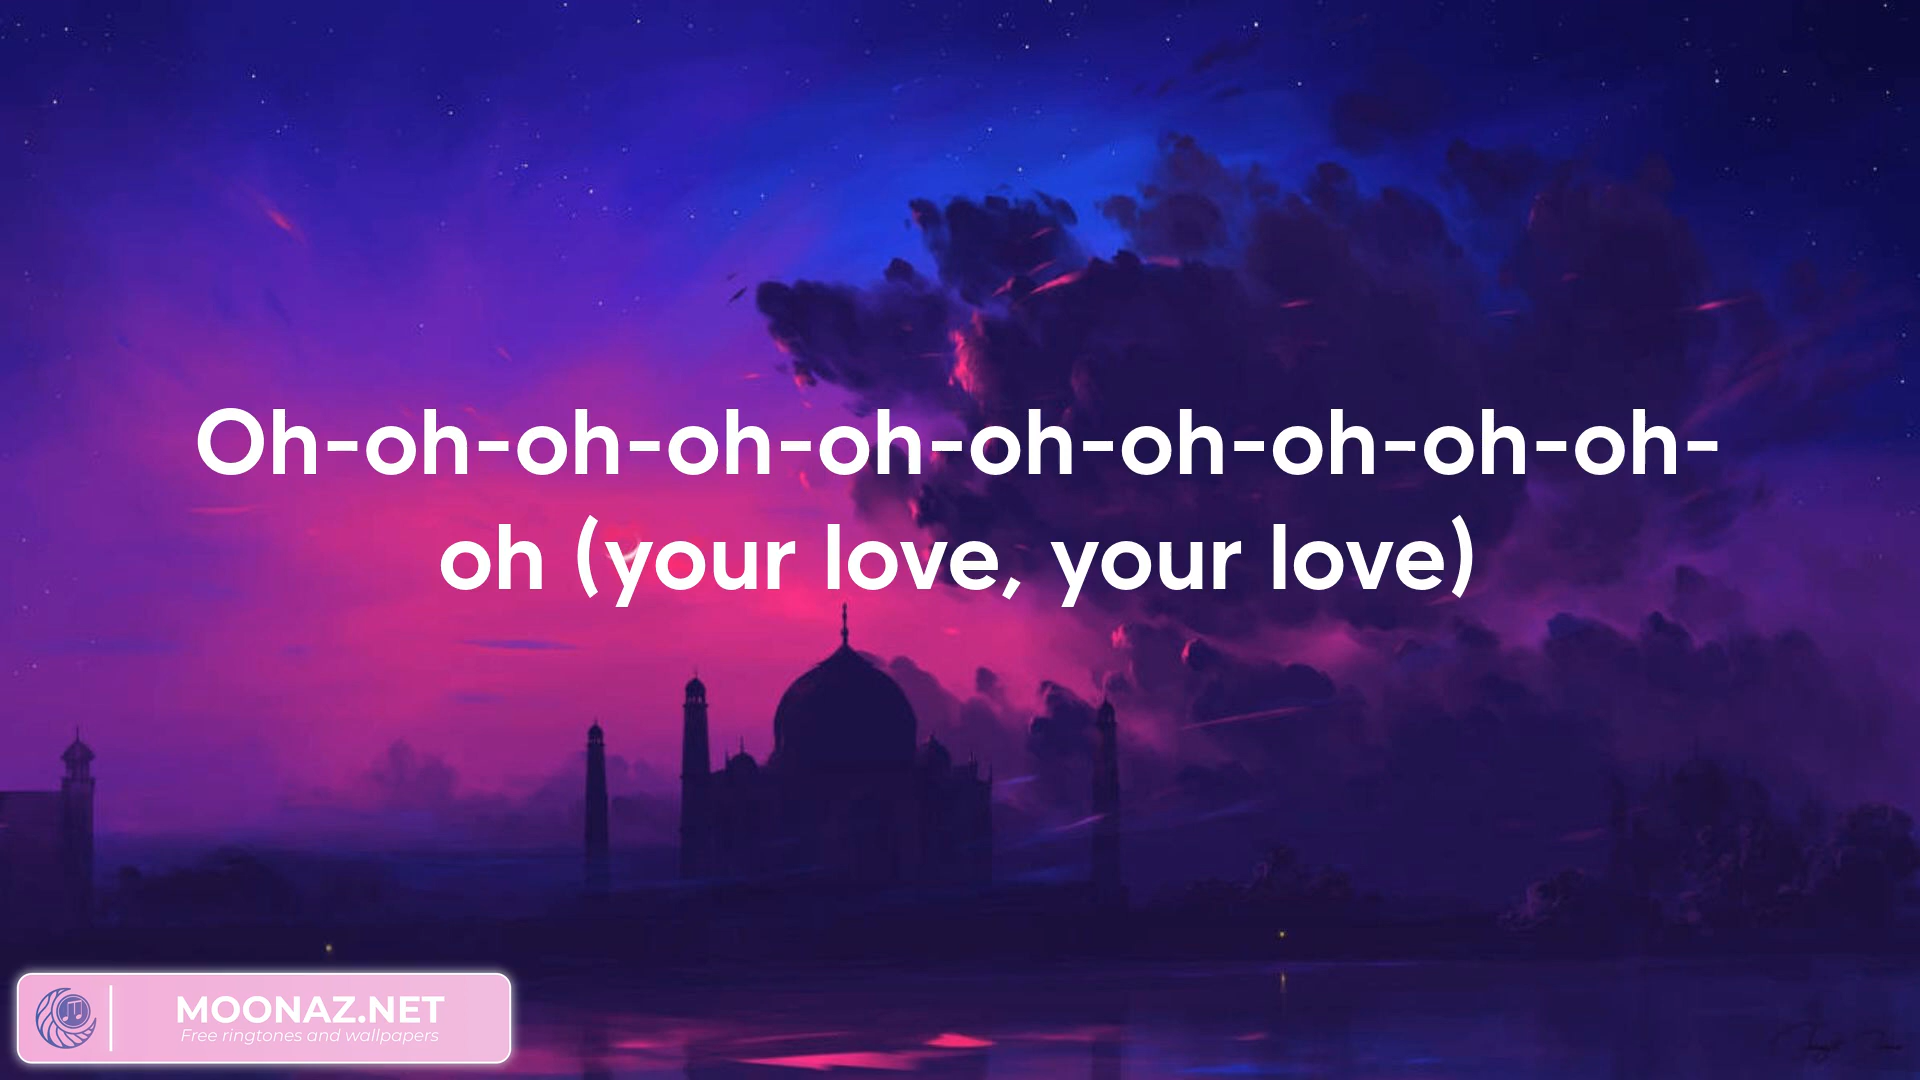 Oh-oh-oh-oh-oh-oh-oh-oh-oh-oh-
oh (your love, your love)
MOONAZ.NET
Free ringtones and wallpapers